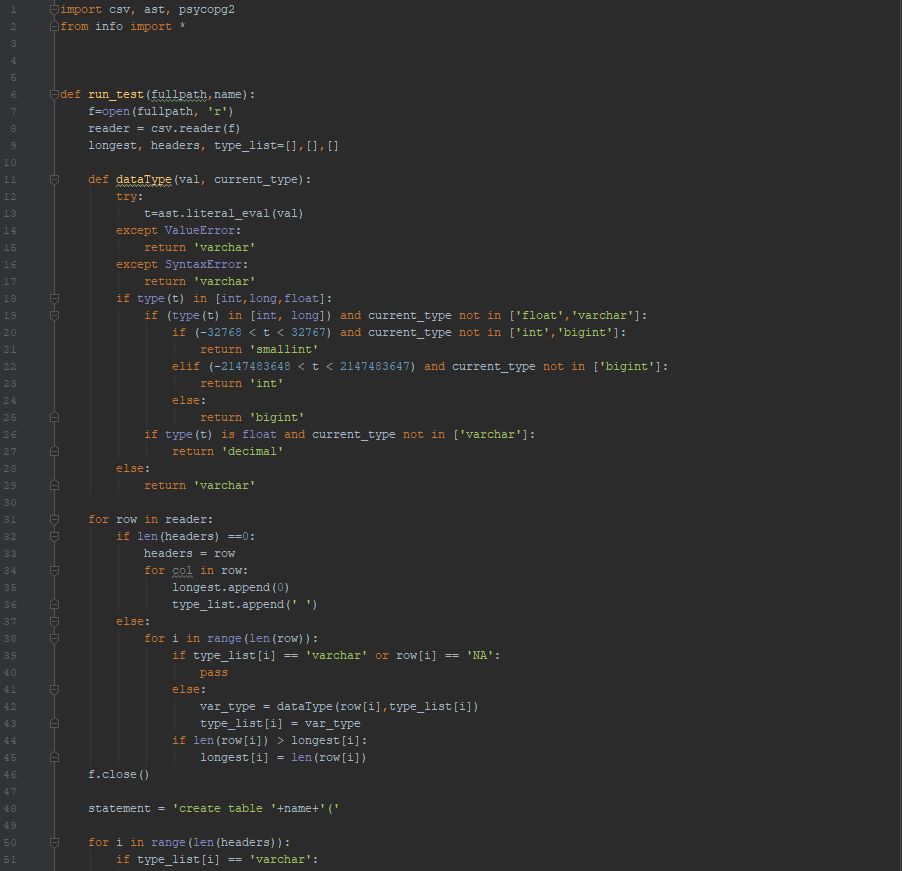 1 import csv, ast, psycopg2
2 from info import *
3
4
5
6 def run_test(fullpath,name):
7     f=open(fullpath, 'r')
8     reader = csv.reader(f)
9     longest, headers, type_list=[],[],[]
10
11     def dataType(val, current_type):
12         try:
13             t=ast.literal_eval(val)
14         except ValueError:
15             return 'varchar'
16         except SyntaxError:
17             return 'varchar'
18         if type(t) in [int,long,float]:
19             if (type(t) in [int, long]) and current_type not in ['float','varchar']:
20                 if (-32768 < t < 32767) and current_type not in ['int','bigint']:
21                     return 'smallint'
22                 elif (-2147483648 < t < 2147483647) and current_type not in ['bigint']:
23                     return 'int'
24                 else:
25                     return 'bigint'
26             if type(t) is float and current_type not in ['varchar']:
27                 return 'decimal'
28         else:
29             return 'varchar'
30
31     for row in reader:
32         if len(headers) ==0:
33             headers = row
34             for col in row:
35                 longest.append(0)
36                 type_list.append(' ')
37         else:
38             for i in range(len(row)):
39                 if type_list[i] == 'varchar' or row[i] == 'NA':
40                     pass
41                 else:
42                     var_type = dataType(row[i],type_list[i])
43                     type_list[i] = var_type
44                 if len(row[i]) > longest[i]:
45                     longest[i] = len(row[i])
46     f.close()
47
48     statement = 'create table '+name+'('
49
50     for i in range(len(headers)):
51         if type_list[i] == 'varchar':